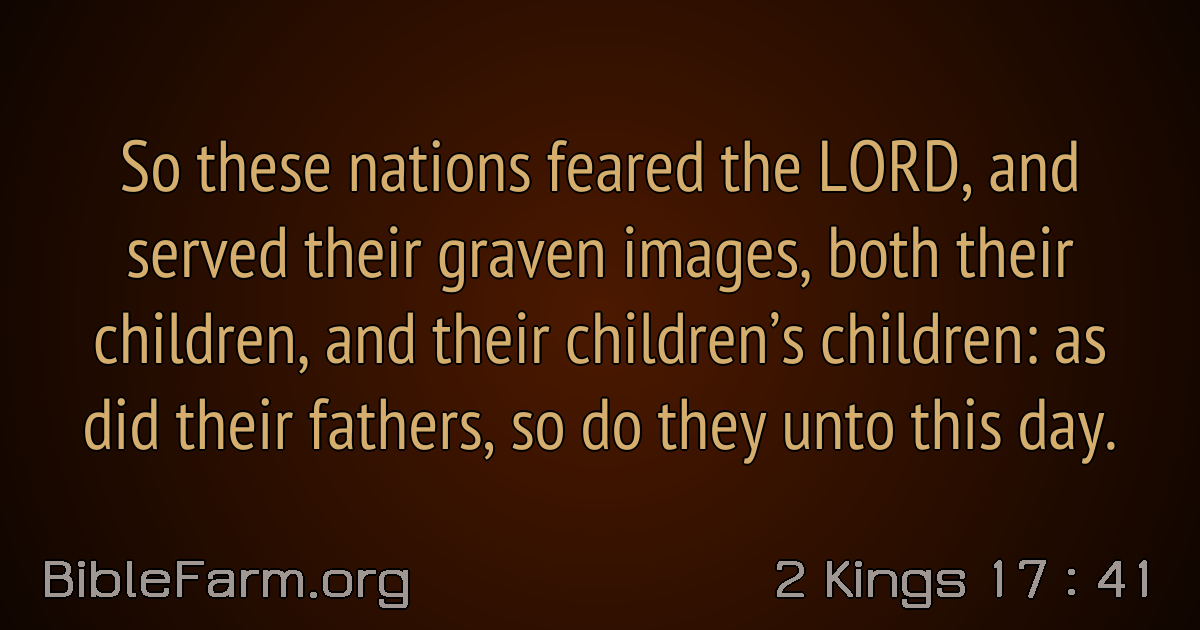 So these nations feared the LORD, and
served their graven images, both their
children, and their children’s children: as
did their fathers, so do they unto this day.
BibleFarm.org
2 Kings 17 : 41